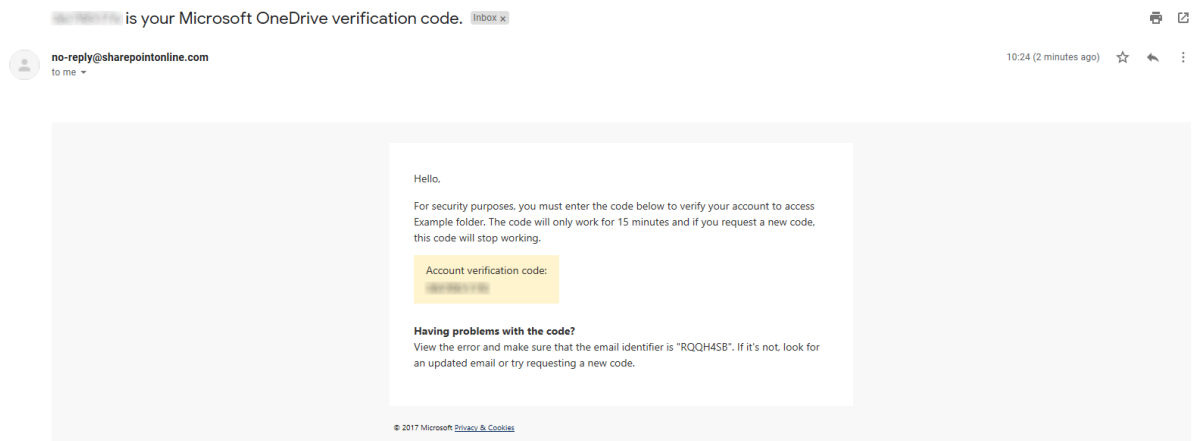 is your Microsoft OneDrive verification code. Inbox x
no-reply@sharepointonline.com
10:24 (2 minutes ago)
to me
Hello,
For security purposes, you must enter the code below to verify your account to access
Example folder. The code will only work for 15 minutes and if you request a new code,
this code will stop working.
Account verification code:
Having problems with the code?
View the error and make sure that the email identifier is "RQQH4SB". If it's not, look for
an updated email or try requesting a new code.
© 2017 Microsoft Privacy & Cookies